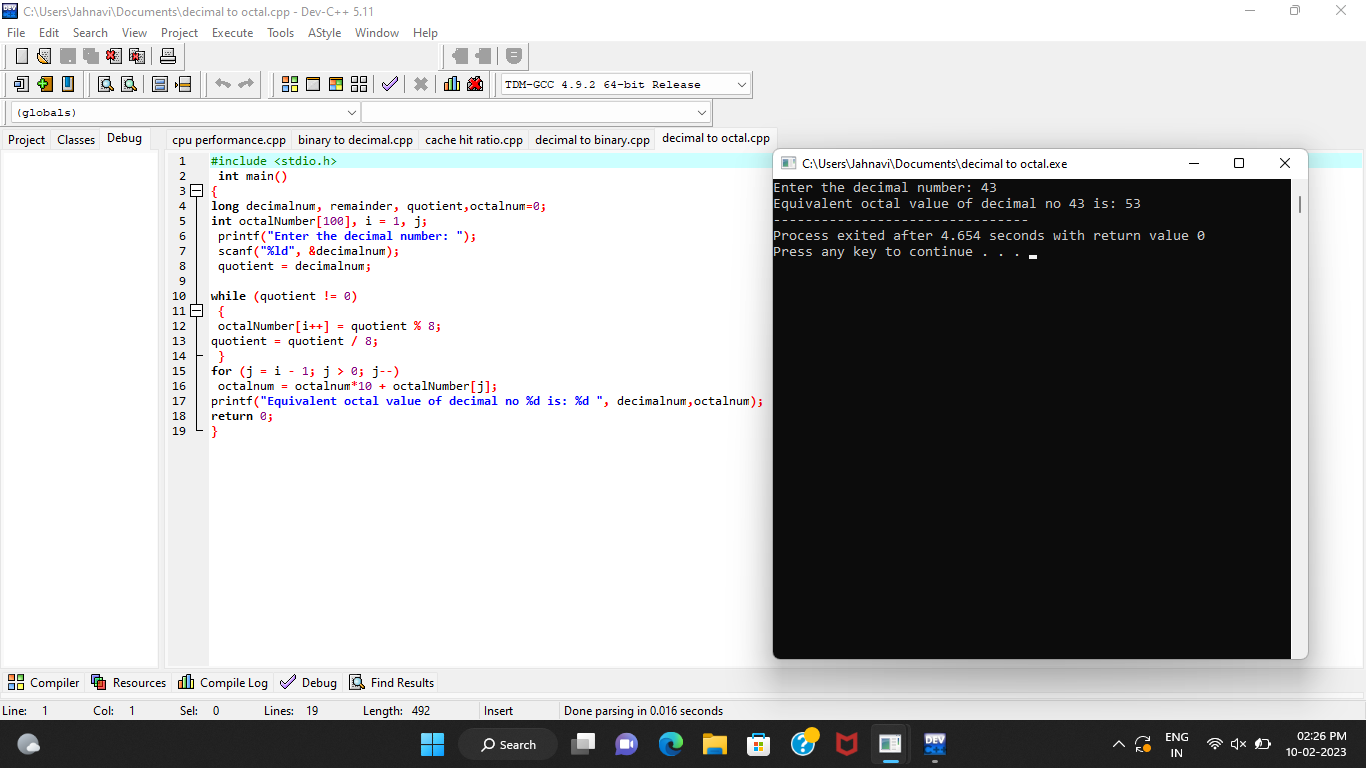 C:\Users\Jahnavi\Documents\decimal to octal.cpp - Dev-C++ 5.11
File Edit Search View Project Execute Tools AStyle Window Help
TDM-GCC 4.9.2 64-bit Release
(globals)
Project Classes Debug
cpu performance.cpp binary to decimal.cpp cache hit ratio.cpp decimal to binary.cpp decimal to octal.cpp
1 #include <stdio.h>
2 int main()
3 {
4 long decimalnum, remainder, quotient,octalnum=0;
5 int octalNumber[100], i = 1, j;
6 printf("Enter the decimal number: ");
7 scanf("%ld", &decimalnum);
8 quotient = decimalnum;
9
10 while (quotient != 0)
11 {
12 octalNumber[i++] = quotient % 8;
13 quotient = quotient / 8;
14 }
15 for (j = i - 1; j > 0; j--)
16 octalnum = octalnum*10 + octalNumber[j];
17 printf("Equivalent octal value of decimal no %d is: %d ", decimalnum,octalnum);
18 return 0;
19 }
C:\Users\Jahnavi\Documents\decimal to octal.exe
Enter the decimal number: 43
Equivalent octal value of decimal no 43 is: 53
--------------------------------
Process exited after 4.654 seconds with return value 0
Press any key to continue . . .
Compiler Resources Compile Log Debug Find Results
Line: 1 Col: 1 Sel: 0 Lines: 19 Length: 492 Insert Done parsing in 0.016 seconds
Search
DEV
ENG
IN
02:26 PM
10-02-2023